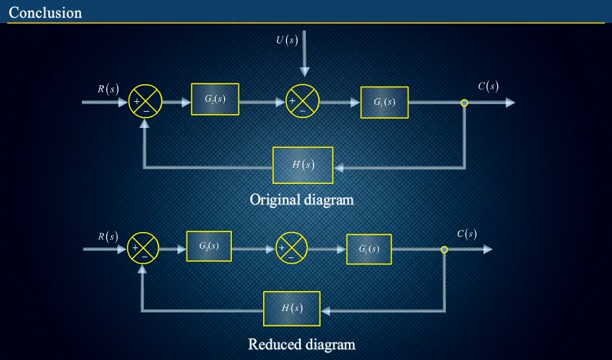 Conclusion
U(s)
R(s)
+
−
G₂(s)
+
−
G₁(s)
C(s)
H(s)
Original diagram
R(s)
+
−
G₂(s)
+
−
G₁(s)
C(s)
H(s)
Reduced diagram